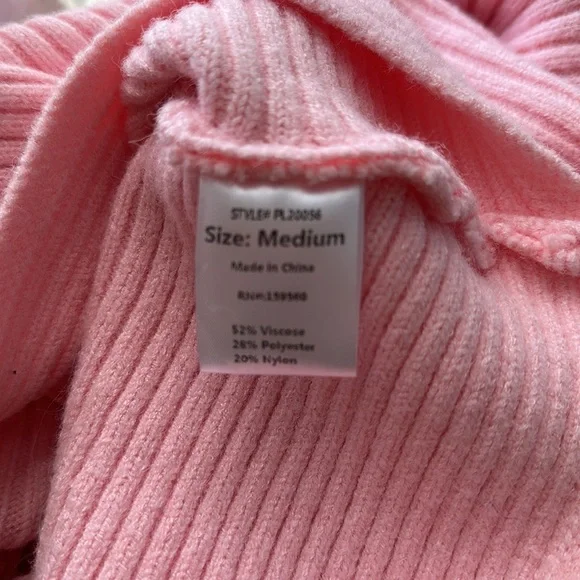 STYLE# PL20056
Size: Medium
Made in China
RN#:159560
52% Viscose
28% Polyester
20% Nylon